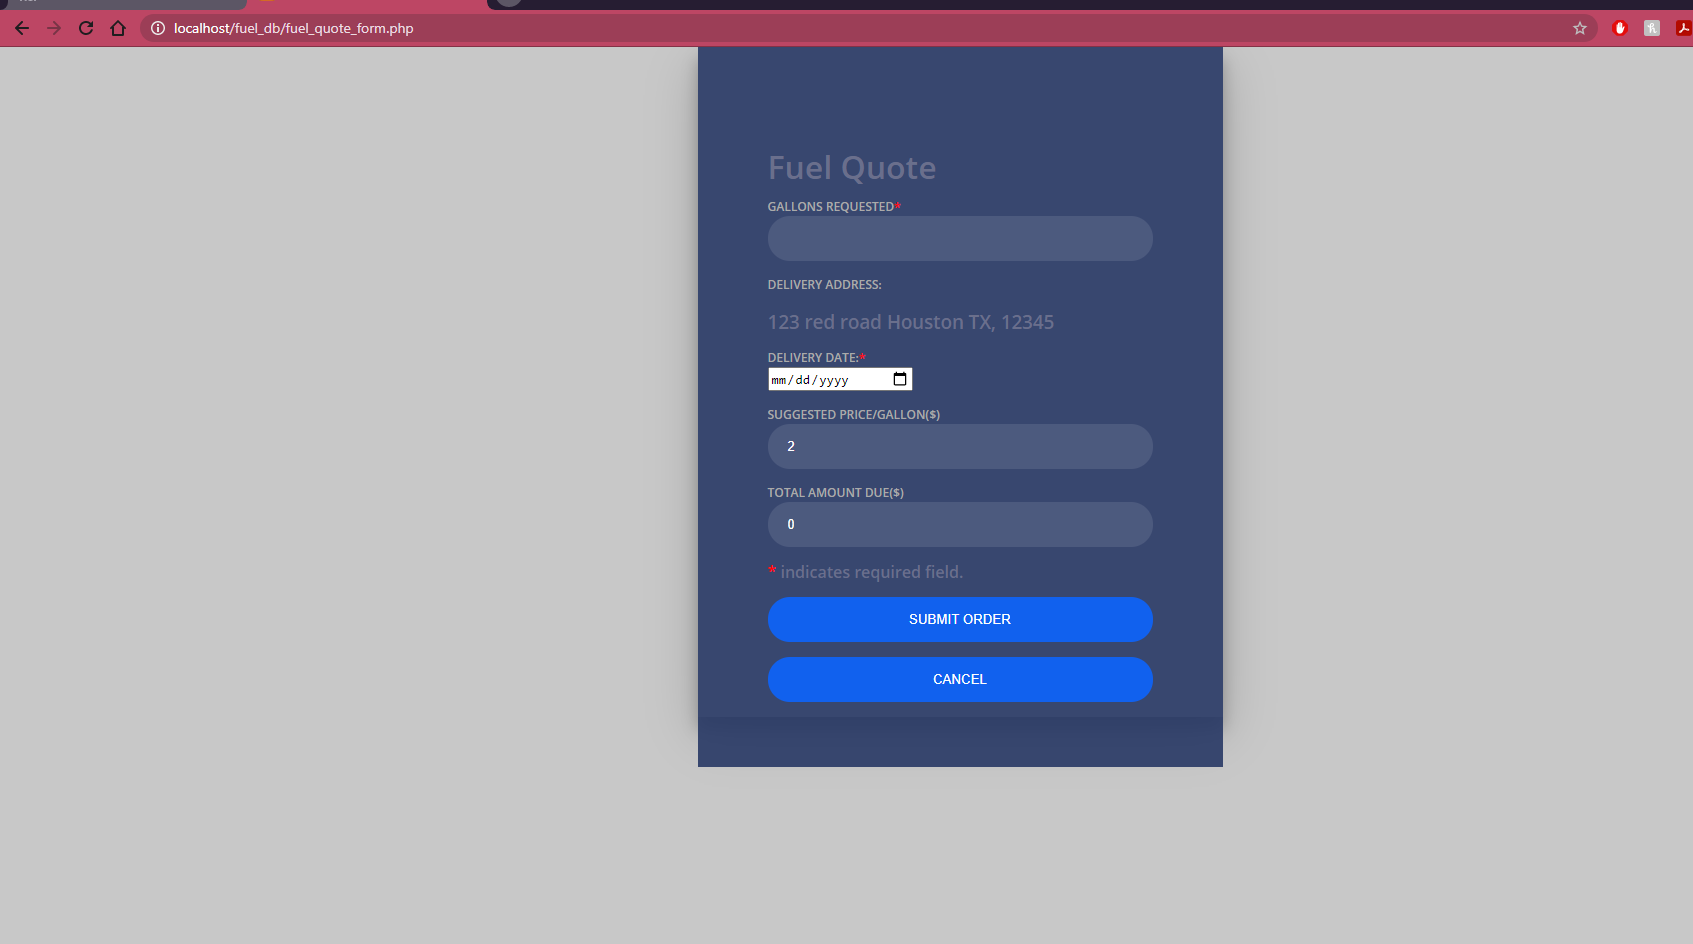 localhost/fuel_db/fuel_quote_form.php
Fuel Quote
GALLONS REQUESTED*
DELIVERY ADDRESS:
123 red road Houston TX, 12345
DELIVERY DATE:*
mm/dd/yyyy
SUGGESTED PRICE/GALLON($)
2
TOTAL AMOUNT DUE($)
0
* indicates required field.
SUBMIT ORDER
CANCEL